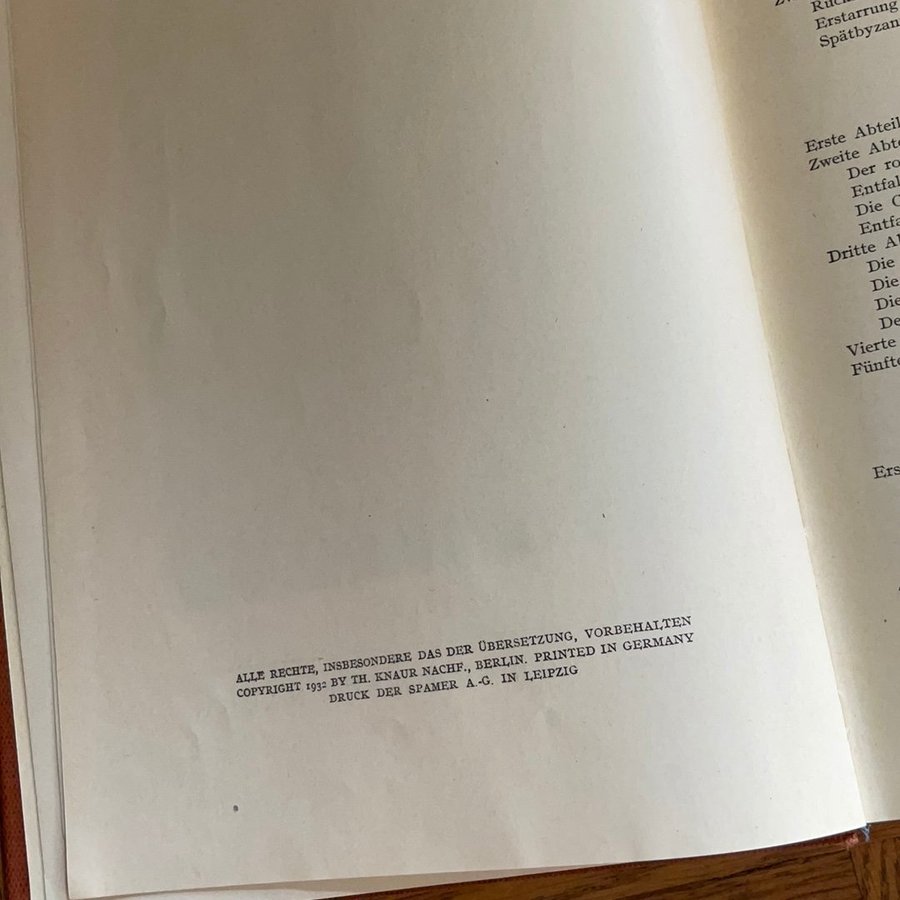 ALLE RECHTE, INSBESONDERE DAS DER ÜBERSETZUNG, VORBEHALTEN
COPYRIGHT 1932 BY TH. KNAUR NACHF., BERLIN. PRINTED IN GERMANY
DRUCK DER SPAMER A.-G. IN LEIPZIG
Erstarrung
Spätbyzan
Erste Abteil
Zweite Abte
Der ro
Entfal
Die
Entfa
Dritte A
Die
Die
Die
De
Vierte
Fünfte
Ers